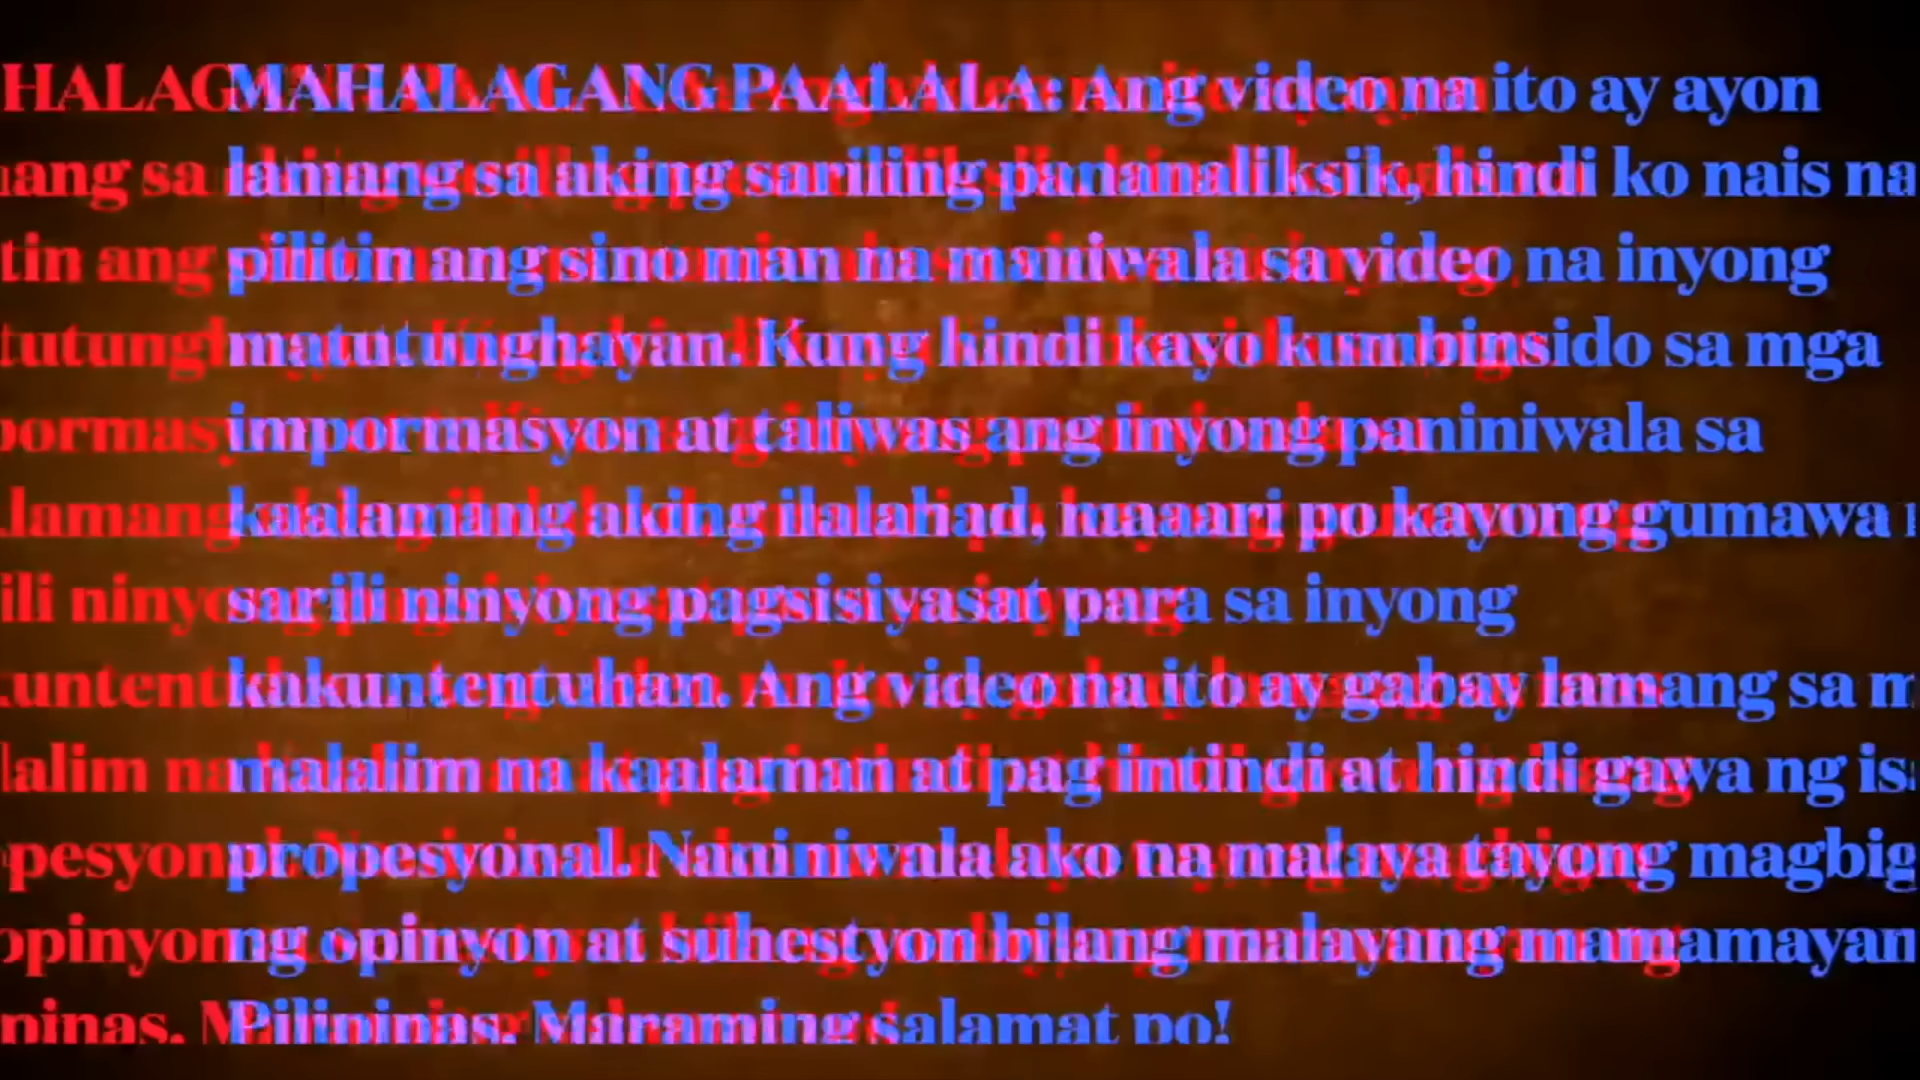 MAHALAGANG PAALALA: Ang video na ito ay ayon
lamang sa aking sariling pananaliksik, hindi ko nais na
pilitin ang sino man na maniwala sa video na inyong
matutunghayan. Kung hindi kayo kumbinsido sa mga
impormasyon at taliwas ang inyong paniniwala sa
kaalamang aking ilalahad, maaari po kayong gumawa
sarili ninyong pagsisiyasat para sa inyong
kakuntentuhan. Ang video na ito ay gabay lamang sa m
malalim na kaalaman at pag intindi at hindi gawa ng is
propesyonal. Naniniwala ako na malaya tayong magbig
ng opinyon at suhestyon bilang malayang mamamayan
Pilipinas. Maraming salamat po!